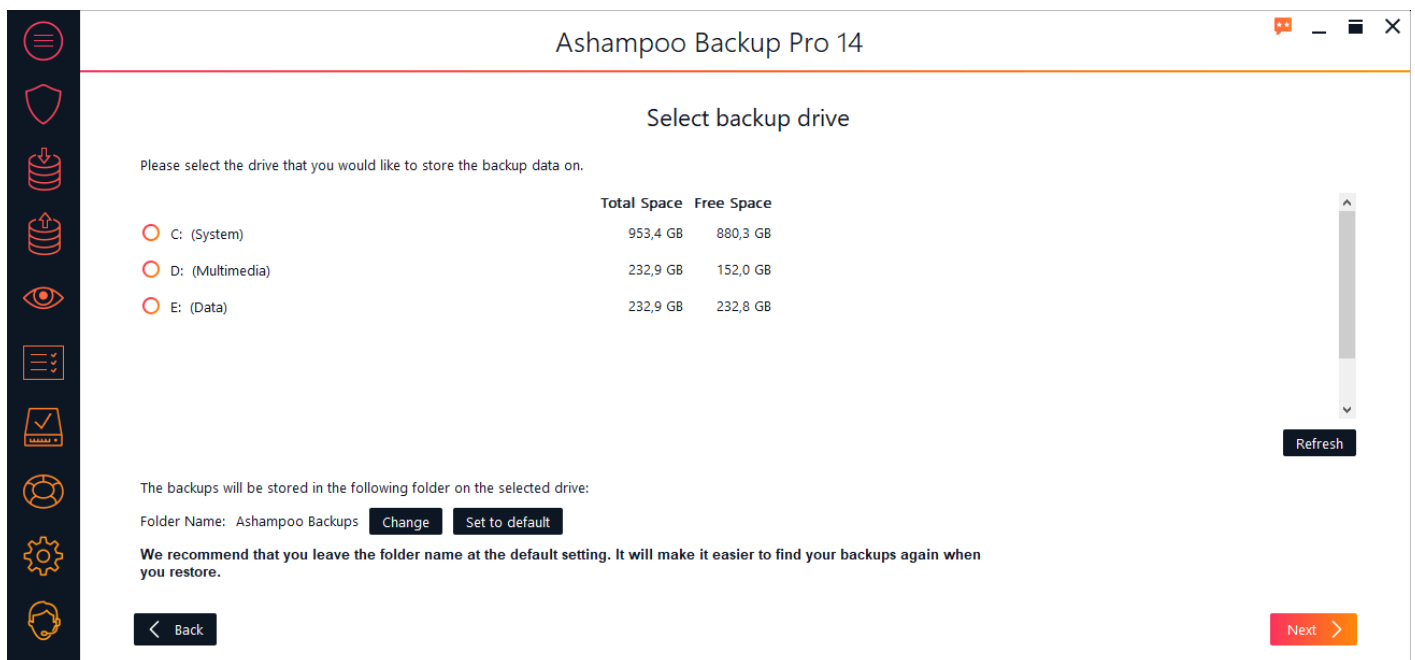 Ashampoo Backup Pro 14
Select backup drive
Please select the drive that you would like to store the backup data on.
Total Space Free Space
C: (System) 953,4 GB 880,3 GB
D: (Multimedia) 232,9 GB 152,0 GB
E: (Data) 232,9 GB 232,8 GB
Refresh
The backups will be stored in the following folder on the selected drive:
Folder Name: Ashampoo Backups Change Set to default
We recommend that you leave the folder name at the default setting. It will make it easier to find your backups again when
you restore.
Back Next